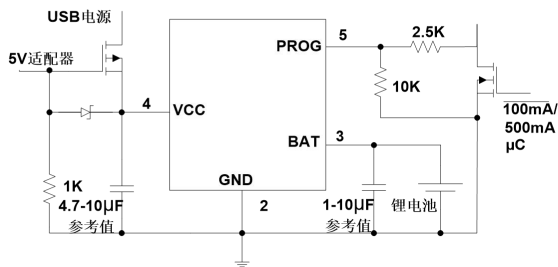 USB电源
5V适配器
4
VCC
PROG
5
2.5K
10K
100mA/
500mA
μC
BAT
3
GND
2
1K
4.7-10μF
参考值
1-10μF
参考值
锂电池